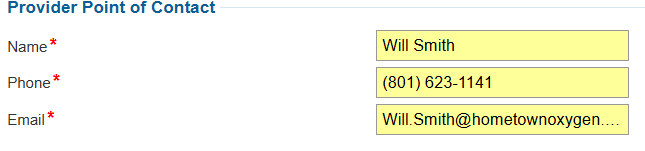 Provider Point of Contact
Name* Will Smith
Phone* (801) 623-1141
Email* Will.Smith@hometownoxygen....